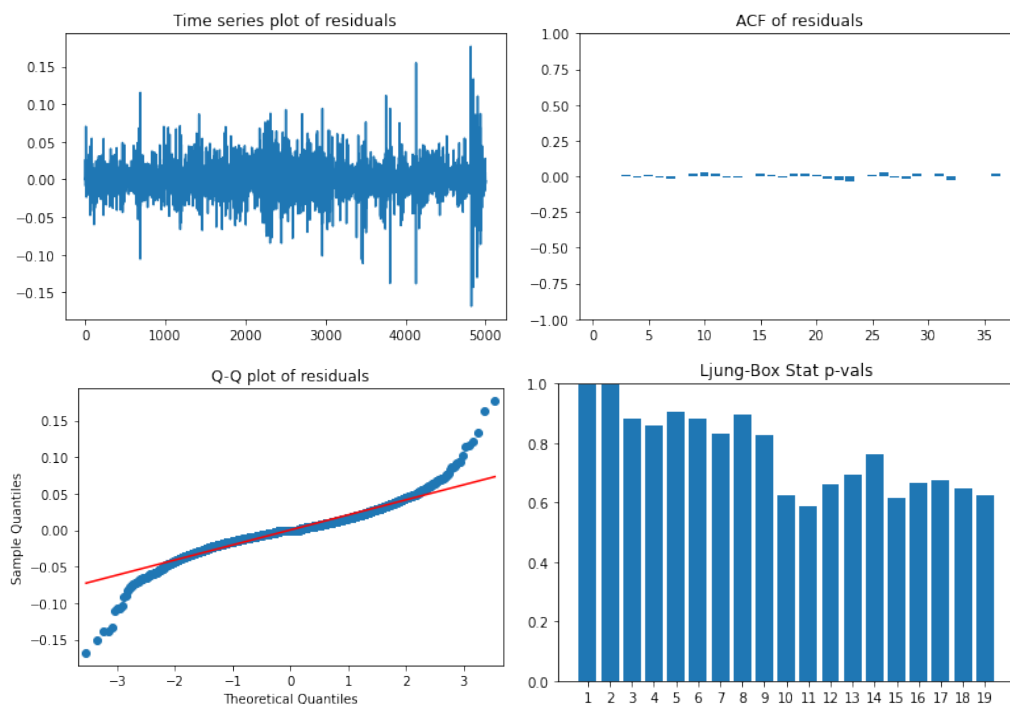 Time series plot of residuals
0.15
0.10
0.05
0.00
−0.05
−0.10
−0.15
0 1000 2000 3000 4000 5000
ACF of residuals
1.00
0.75
0.50
0.25
0.00
−0.25
−0.50
−0.75
−1.00
0 5 10 15 20 25 30 35
Q-Q plot of residuals
Sample Quantiles
0.15
0.10
0.05
0.00
−0.05
−0.10
−0.15
−3 −2 −1 0 1 2 3
Theoretical Quantiles
Ljung-Box Stat p-vals
1.0
0.8
0.6
0.4
0.2
0.0
1 2 3 4 5 6 7 8 9 10 11 12 13 14 15 16 17 18 19